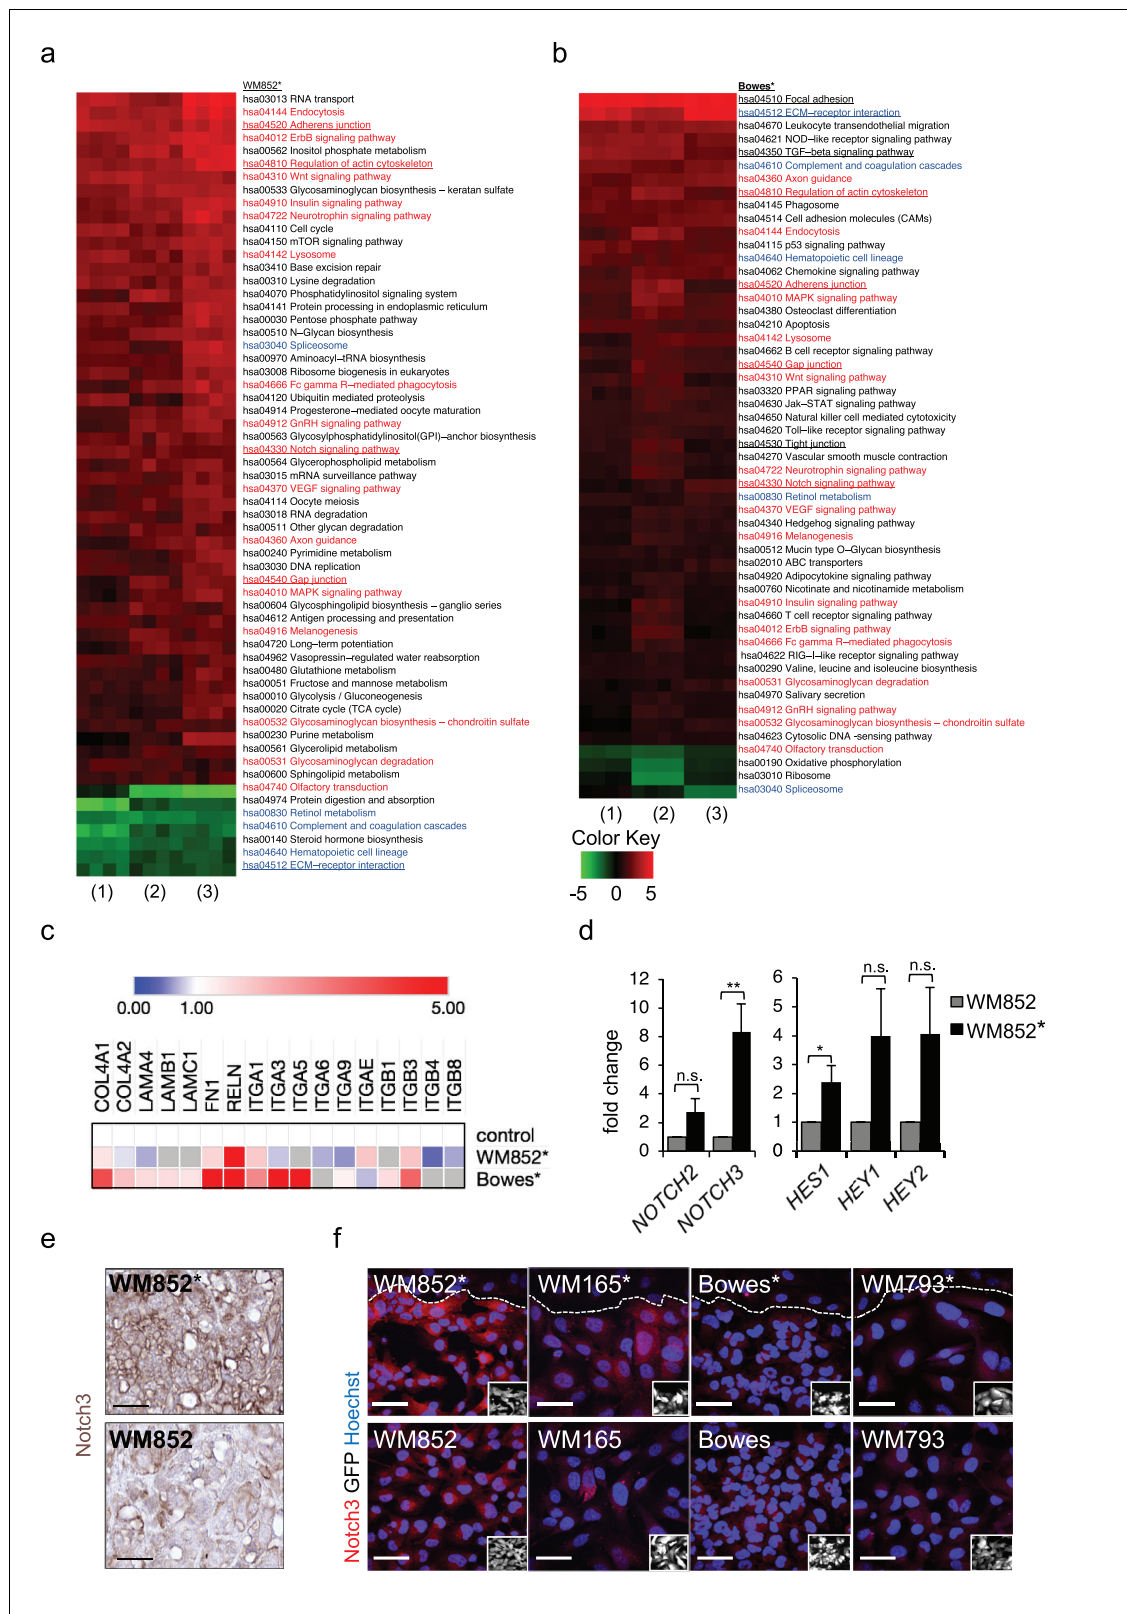 a
WM852*
hsa03013 RNA transport
hsa04144 Endocytosis
hsa04520 Adherens junction
hsa04012 ErbB signaling pathway
hsa00562 Inositol phosphate metabolism
hsa04810 Regulation of actin cytoskeleton
hsa04310 Wnt signaling pathway
hsa00533 Glycosaminoglycan biosynthesis – keratan sulfate
hsa04910 Insulin signaling pathway
hsa04722 Neurotrophin signaling pathway
hsa04110 Cell cycle
hsa04150 mTOR signaling pathway
hsa04142 Lysosome
hsa03410 Base excision repair
hsa00310 Lysine degradation
hsa04070 Phosphatidylinositol signaling system
hsa04141 Protein processing in endoplasmic reticulum
hsa00030 Pentose phosphate pathway
hsa00510 N–Glycan biosynthesis
hsa03040 Spliceosome
hsa00970 Aminoacyl–tRNA biosynthesis
hsa03008 Ribosome biogenesis in eukaryotes
hsa04666 Fc gamma R–mediated phagocytosis
hsa04120 Ubiquitin mediated proteolysis
hsa04914 Progesterone–mediated oocyte maturation
hsa04912 GnRH signaling pathway
hsa00563 Glycosylphosphatidylinositol(GPI)–anchor biosynthesis
hsa04330 Notch signaling pathway
hsa00564 Glycerophospholipid metabolism
hsa03015 mRNA surveillance pathway
hsa04370 VEGF signaling pathway
hsa04114 Oocyte meiosis
hsa03018 RNA degradation
hsa00511 Other glycan degradation
hsa04360 Axon guidance
hsa00240 Pyrimidine metabolism
hsa03030 DNA replication
hsa04540 Gap junction
hsa04010 MAPK signaling pathway
hsa00604 Glycosphingolipid biosynthesis – ganglio series
hsa04612 Antigen processing and presentation
hsa04916 Melanogenesis
hsa04720 Long–term potentiation
hsa04962 Vasopressin–regulated water reabsorption
hsa00480 Glutathione metabolism
hsa00051 Fructose and mannose metabolism
hsa00010 Glycolysis / Gluconeogenesis
hsa00020 Citrate cycle (TCA cycle)
hsa00532 Glycosaminoglycan biosynthesis – chondroitin sulfate
hsa00230 Purine metabolism
hsa00561 Glycerolipid metabolism
hsa00531 Glycosaminoglycan degradation
hsa00600 Sphingolipid metabolism
hsa04740 Olfactory transduction
hsa04974 Protein digestion and absorption
hsa00830 Retinol metabolism
hsa04610 Complement and coagulation cascades
hsa00140 Steroid hormone biosynthesis
hsa04640 Hematopoietic cell lineage
hsa04512 ECM–receptor interaction
(1) (2) (3)
b
Bowes*
hsa04510 Focal adhesion
hsa04512 ECM–receptor interaction
hsa04670 Leukocyte transendothelial migration
hsa04621 NOD–like receptor signaling pathway
hsa04350 TGF–beta signaling pathway
hsa04610 Complement and coagulation cascades
hsa04360 Axon guidance
hsa04810 Regulation of actin cytoskeleton
hsa04145 Phagosome
hsa04514 Cell adhesion molecules (CAMs)
hsa04144 Endocytosis
hsa04115 p53 signaling pathway
hsa04640 Hematopoietic cell lineage
hsa04062 Chemokine signaling pathway
hsa04520 Adherens junction
hsa04010 MAPK signaling pathway
hsa04380 Osteoclast differentiation
hsa04210 Apoptosis
hsa04142 Lysosome
hsa04662 B cell receptor signaling pathway
hsa04540 Gap junction
hsa04310 Wnt signaling pathway
hsa03320 PPAR signaling pathway
hsa04630 Jak–STAT signaling pathway
hsa04650 Natural killer cell mediated cytotoxicity
hsa04620 Toll–like receptor signaling pathway
hsa04530 Tight junction
hsa04270 Vascular smooth muscle contraction
hsa04722 Neurotrophin signaling pathway
hsa04330 Notch signaling pathway
hsa00830 Retinol metabolism
hsa04370 VEGF signaling pathway
hsa04340 Hedgehog signaling pathway
hsa04916 Melanogenesis
hsa00512 Mucin type O–Glycan biosynthesis
hsa02010 ABC transporters
hsa04920 Adipocytokine signaling pathway
hsa00760 Nicotinate and nicotinamide metabolism
hsa04910 Insulin signaling pathway
hsa04660 T cell receptor signaling pathway
hsa04012 ErbB signaling pathway
hsa04666 Fc gamma R–mediated phagocytosis
hsa04622 RIG–I–like receptor signaling pathway
hsa00290 Valine, leucine and isoleucine biosynthesis
hsa00531 Glycosaminoglycan degradation
hsa04970 Salivary secretion
hsa04912 GnRH signaling pathway
hsa00532 Glycosaminoglycan biosynthesis – chondroitin sulfate
hsa04623 Cytosolic DNA -sensing pathway
hsa04740 Olfactory transduction
hsa00190 Oxidative phosphorylation
hsa03010 Ribosome
hsa03040 Spliceosome
(1) (2) (3)
Color Key
-5 0 5
c
0.00 1.00 5.00
COL4A1
COL4A2
LAMA4
LAMB1
LAMC1
FN1
RELN
ITGA1
ITGA3
ITGA5
ITGA6
ITGA9
ITGAE
ITGB1
ITGB3
ITGB4
ITGB8
control
WM852*
Bowes*
d
fold change
12
10
8
6
4
2
0
n.s.
**
NOTCH2
NOTCH3
6
5
4
3
2
1
0
*
n.s.
n.s.
HES1
HEY1
HEY2
WM852
WM852*
e
Notch3
WM852*
WM852
f
Notch3 GFP Hoechst
WM852* WM165* Bowes* WM793*
WM852 WM165 Bowes WM793